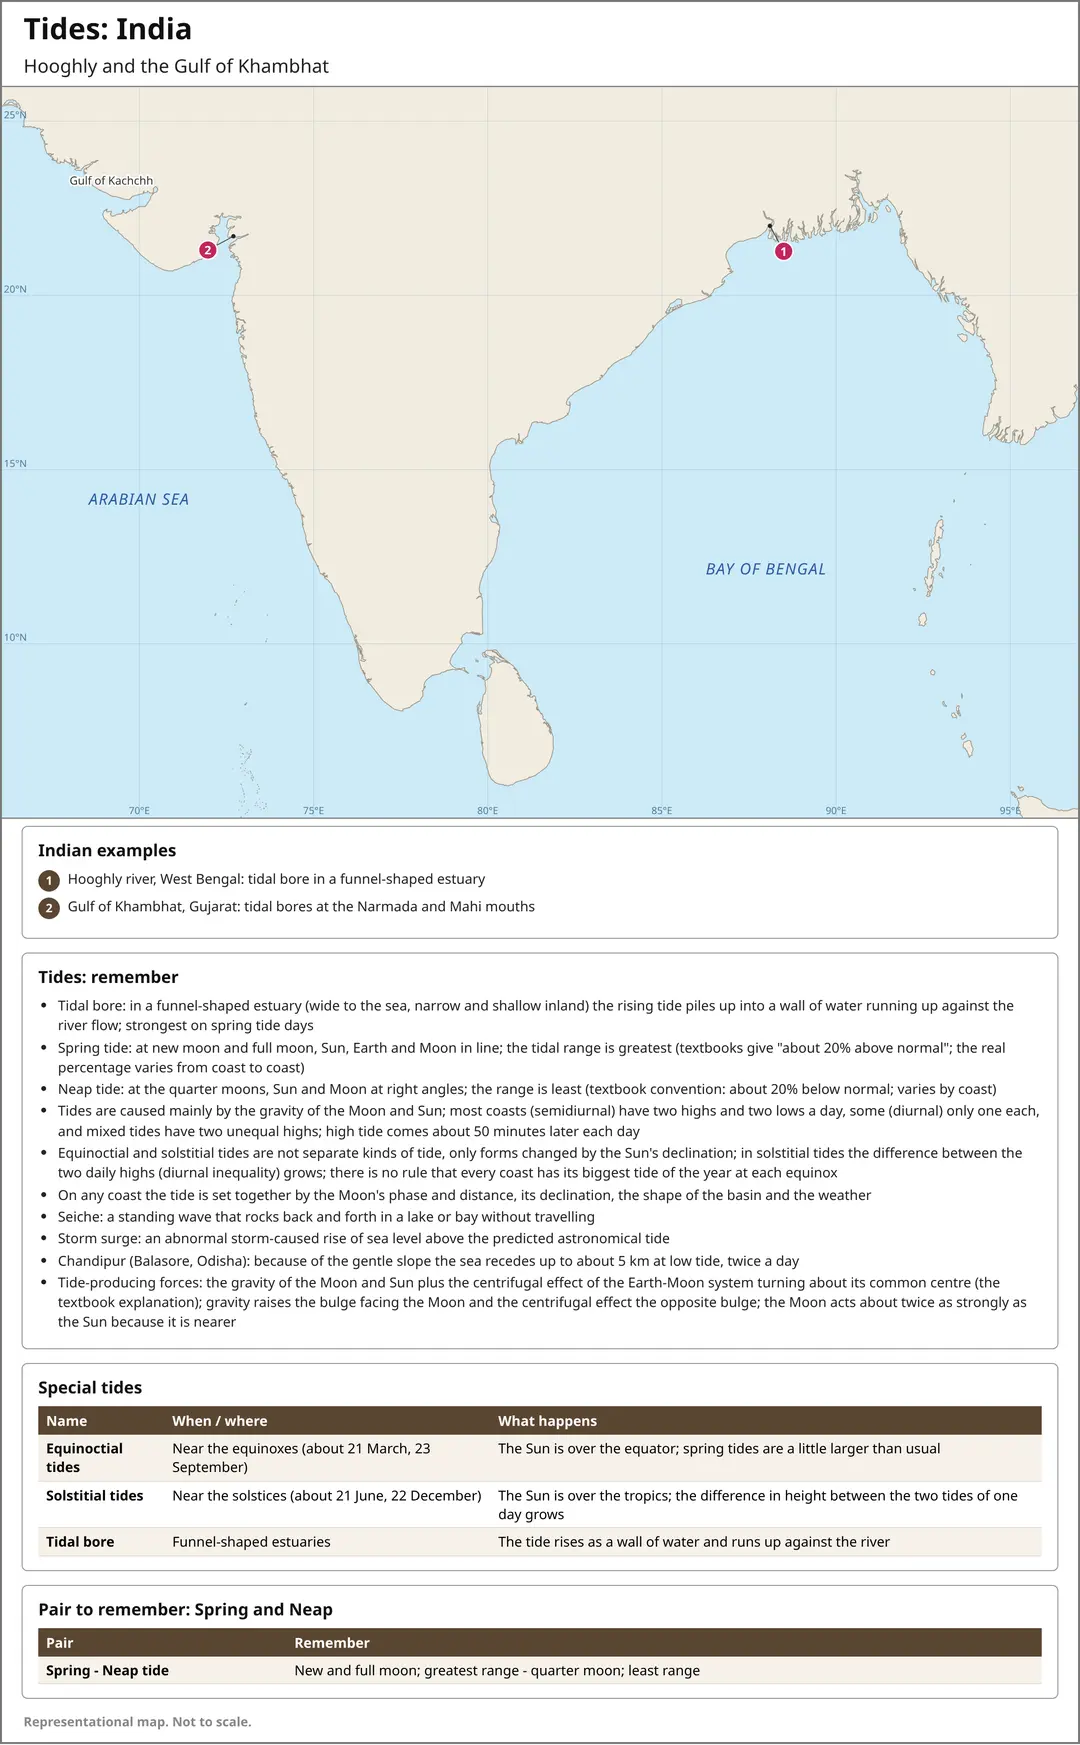 Tides: India
Hooghly and the Gulf of Khambhat
25°N
Gulf of Kachchh
2
1
20°N
15°N
ARABIAN SEA
BAY OF BENGAL
10°N
70°E
75°E
80°E
85°E
90°E
95°E
Indian examples
1 Hooghly river, West Bengal: tidal bore in a funnel-shaped estuary
2 Gulf of Khambhat, Gujarat: tidal bores at the Narmada and Mahi mouths
Tides: remember
• Tidal bore: in a funnel-shaped estuary (wide to the sea, narrow and shallow inland) the rising tide piles up into a wall of water running up against the
river flow; strongest on spring tide days
• Spring tide: at new moon and full moon, Sun, Earth and Moon in line; the tidal range is greatest (textbooks give "about 20% above normal"; the real
percentage varies from coast to coast)
• Neap tide: at the quarter moons, Sun and Moon at right angles; the range is least (textbook convention: about 20% below normal; varies by coast)
• Tides are caused mainly by the gravity of the Moon and Sun; most coasts (semidiurnal) have two highs and two lows a day, some (diurnal) only one each,
and mixed tides have two unequal highs; high tide comes about 50 minutes later each day
• Equinoctial and solstitial tides are not separate kinds of tide, only forms changed by the Sun's declination; in solstitial tides the difference between the
two daily highs (diurnal inequality) grows; there is no rule that every coast has its biggest tide of the year at each equinox
• On any coast the tide is set together by the Moon's phase and distance, its declination, the shape of the basin and the weather
• Seiche: a standing wave that rocks back and forth in a lake or bay without travelling
• Storm surge: an abnormal storm-caused rise of sea level above the predicted astronomical tide
• Chandipur (Balasore, Odisha): because of the gentle slope the sea recedes up to about 5 km at low tide, twice a day
• Tide-producing forces: the gravity of the Moon and Sun plus the centrifugal effect of the Earth-Moon system turning about its common centre (the
textbook explanation); gravity raises the bulge facing the Moon and the centrifugal effect the opposite bulge; the Moon acts about twice as strongly as
the Sun because it is nearer
Special tides
Name When / where What happens
Equinoctial Near the equinoxes (about 21 March, 23 The Sun is over the equator; spring tides are a little larger than usual
tides September)
Solstitial tides Near the solstices (about 21 June, 22 December) The Sun is over the tropics; the difference in height between the two tides of one
day grows
Tidal bore Funnel-shaped estuaries The tide rises as a wall of water and runs up against the river
Pair to remember: Spring and Neap
Pair Remember
Spring - Neap tide New and full moon; greatest range - quarter moon; least range
Representational map. Not to scale.